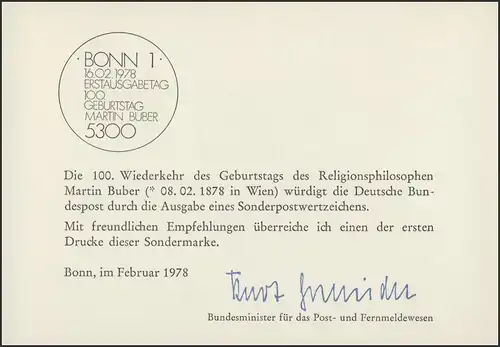 · BONN 1 ·
16.02.1978
ERSTAUSGABETAG
100.
GEBURTSTAG
MARTIN BUBER
5300
Die 100. Wiederkehr des Geburtstags des Religionsphilosophen
Martin Buber (* 08. 02. 1878 in Wien) würdigt die Deutsche Bun-
despost durch die Ausgabe eines Sonderpostwertzeichens.
Mit freundlichen Empfehlungen überreiche ich einen der ersten
Drucke dieser Sondermarke.
Bonn, im Februar 1978
Kurt Gscheidle
Bundesminister für das Post- und Fernmeldewesen